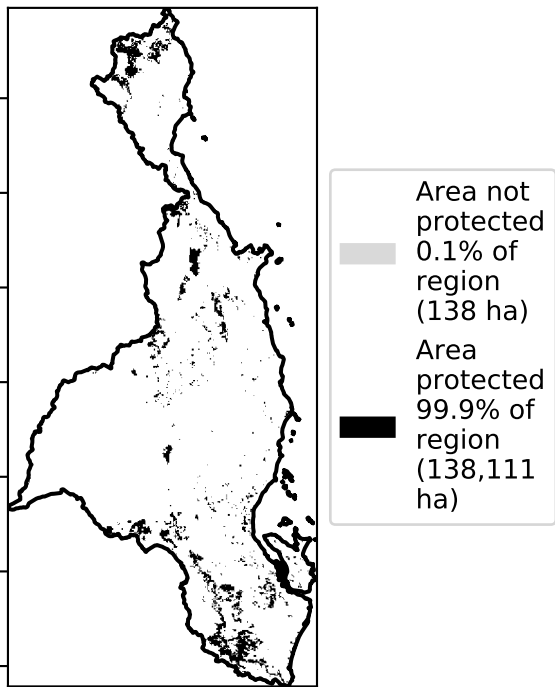 Area not
protected
0.1% of
region
(138 ha)
Area
protected
99.9% of
region
(138,111
ha)